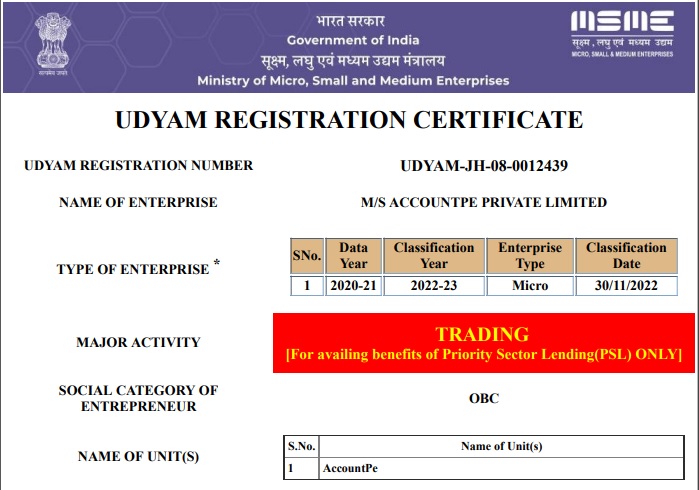 भारत सरकार
Government of India
सूक्ष्म, लघु एवं मध्यम उद्यम मंत्रालय
Ministry of Micro, Small and Medium Enterprises
सत्यमेव जयते
MSME
सूक्ष्म, लघु एवं मध्यम उद्यम
MICRO, SMALL & MEDIUM ENTERPRISES
UDYAM REGISTRATION CERTIFICATE
UDYAM REGISTRATION NUMBER UDYAM-JH-08-0012439
NAME OF ENTERPRISE M/S ACCOUNTPE PRIVATE LIMITED
TYPE OF ENTERPRISE *
SNo. Data Year Classification Year Enterprise Type Classification Date
1 2020-21 2022-23 Micro 30/11/2022
MAJOR ACTIVITY
TRADING
[For availing benefits of Priority Sector Lending(PSL) ONLY]
SOCIAL CATEGORY OF
ENTREPRENEUR
OBC
NAME OF UNIT(S)
S.No. Name of Unit(s)
1 AccountPe